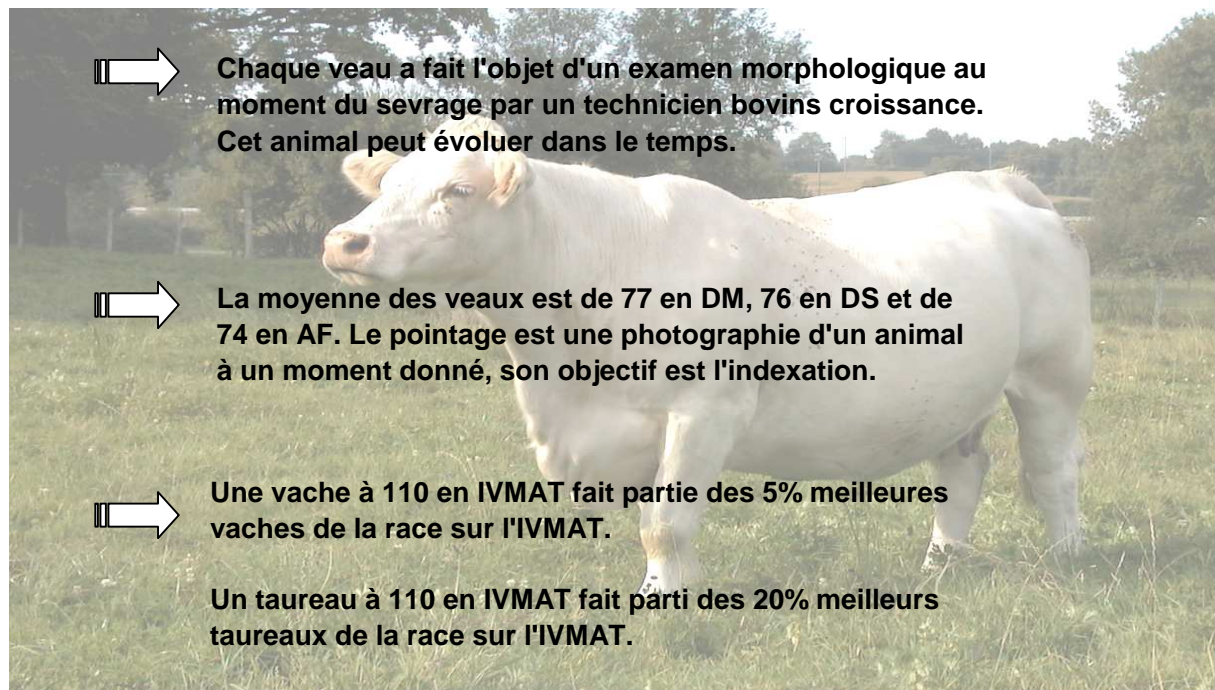 Chaque veau a fait l'objet d'un examen morphologique au
moment du sevrage par un technicien bovins croissance.
Cet animal peut évoluer dans le temps.
La moyenne des veaux est de 77 en DM, 76 en DS et de
74 en AF. Le pointage est une photographie d'un animal
à un moment donné, son objectif est l'indexation.
Une vache à 110 en IVMAT fait partie des 5% meilleures
vaches de la race sur l'IVMAT.
Un taureau à 110 en IVMAT fait parti des 20% meilleurs
taureaux de la race sur l'IVMAT.